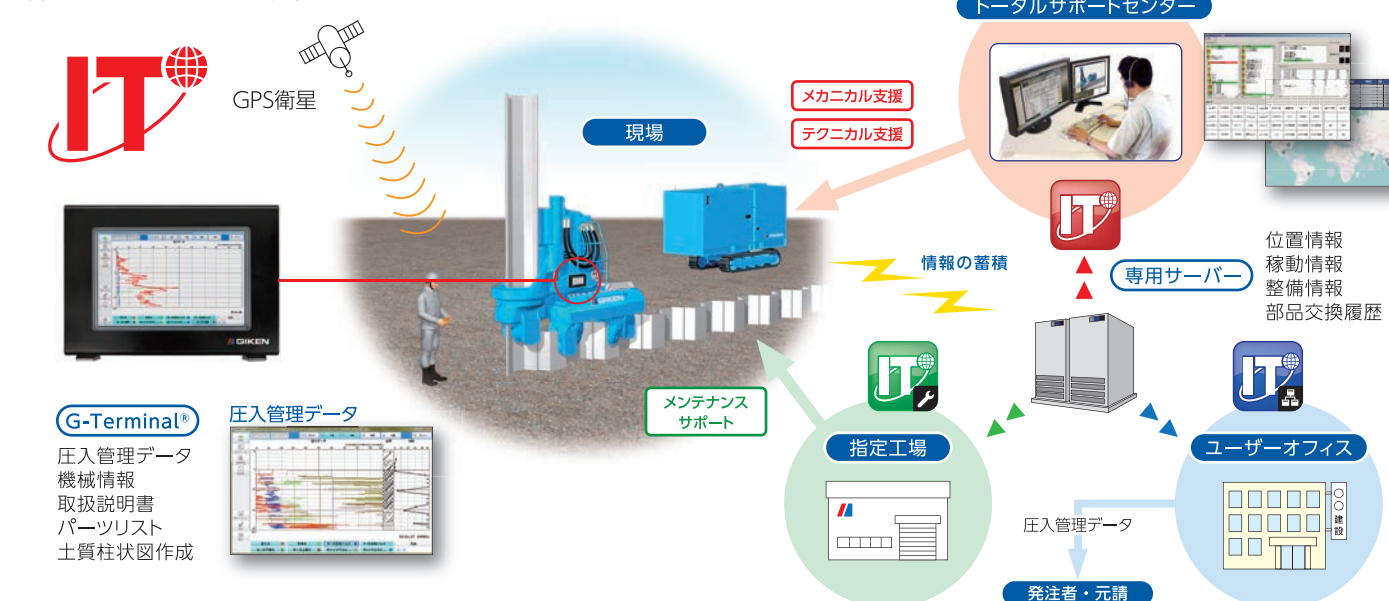 トータルサポートセンター
IT
GPS衛星
現場
メカニカル支援
テクニカル支援
IT
位置情報
稼動情報
整備情報
部品交換履歴
情報の蓄積
専用サーバー
GIKEN
GIKEN
G-Terminal®
圧入管理データ
機械情報
取扱説明書
パーツリスト
土質柱状図作成
圧入管理データ
メンテナンス
サポート
IT
指定工場
IT
ユーザーオフィス
○○建設
圧入管理データ
発注者・元請